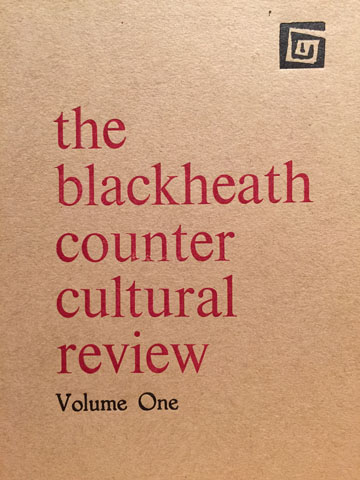 the
blackheath
counter
cultural
review
Volume One